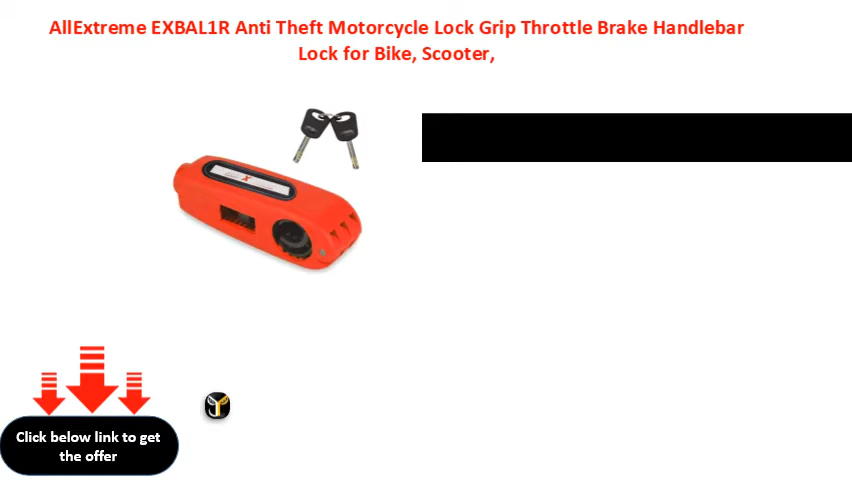 AllExtreme EXBAL1R Anti Theft Motorcycle Lock Grip Throttle Brake Handlebar
Lock for Bike, Scooter,
Click below link to get
the offer